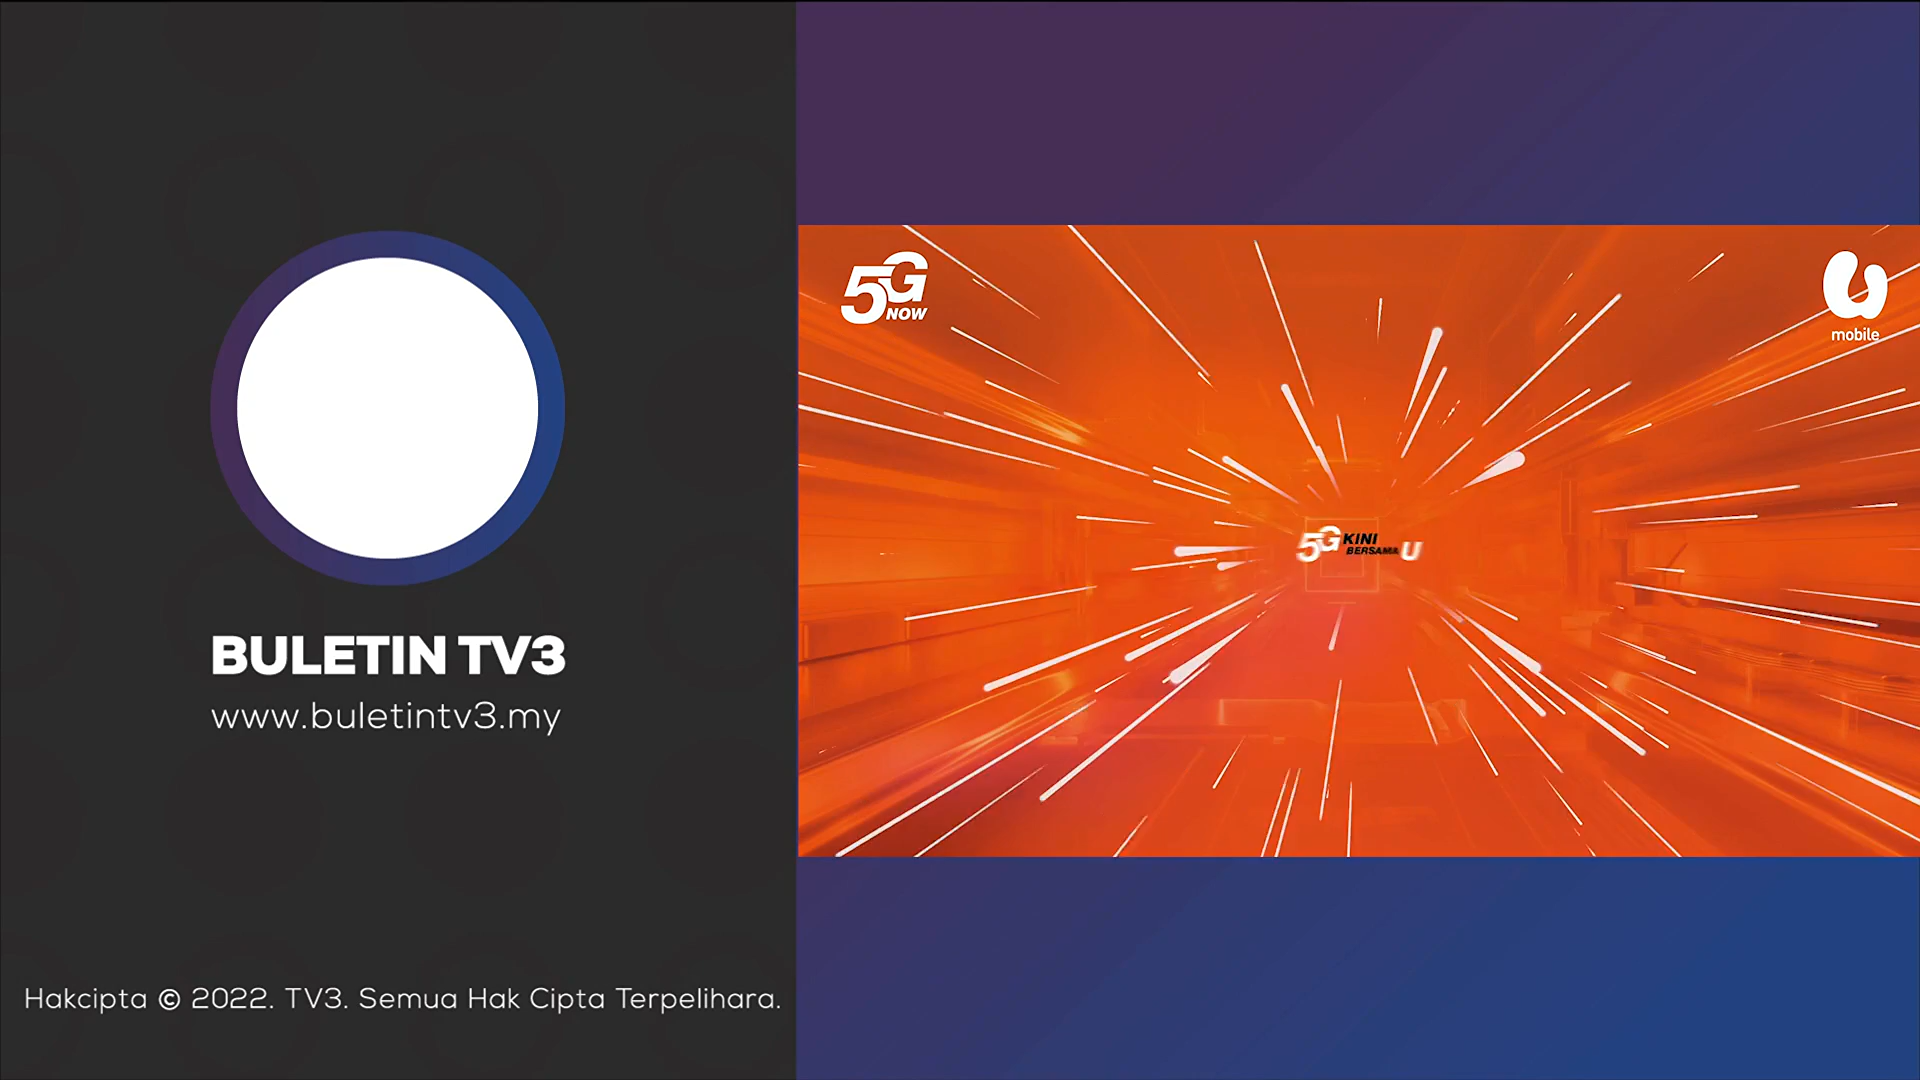 BULETIN TV3
www.buletintv3.my
Hakcipta © 2022. TV3. Semua Hak Cipta Terpelihara.
5G
NOW
mobile
5G KINI
BERSAMA U